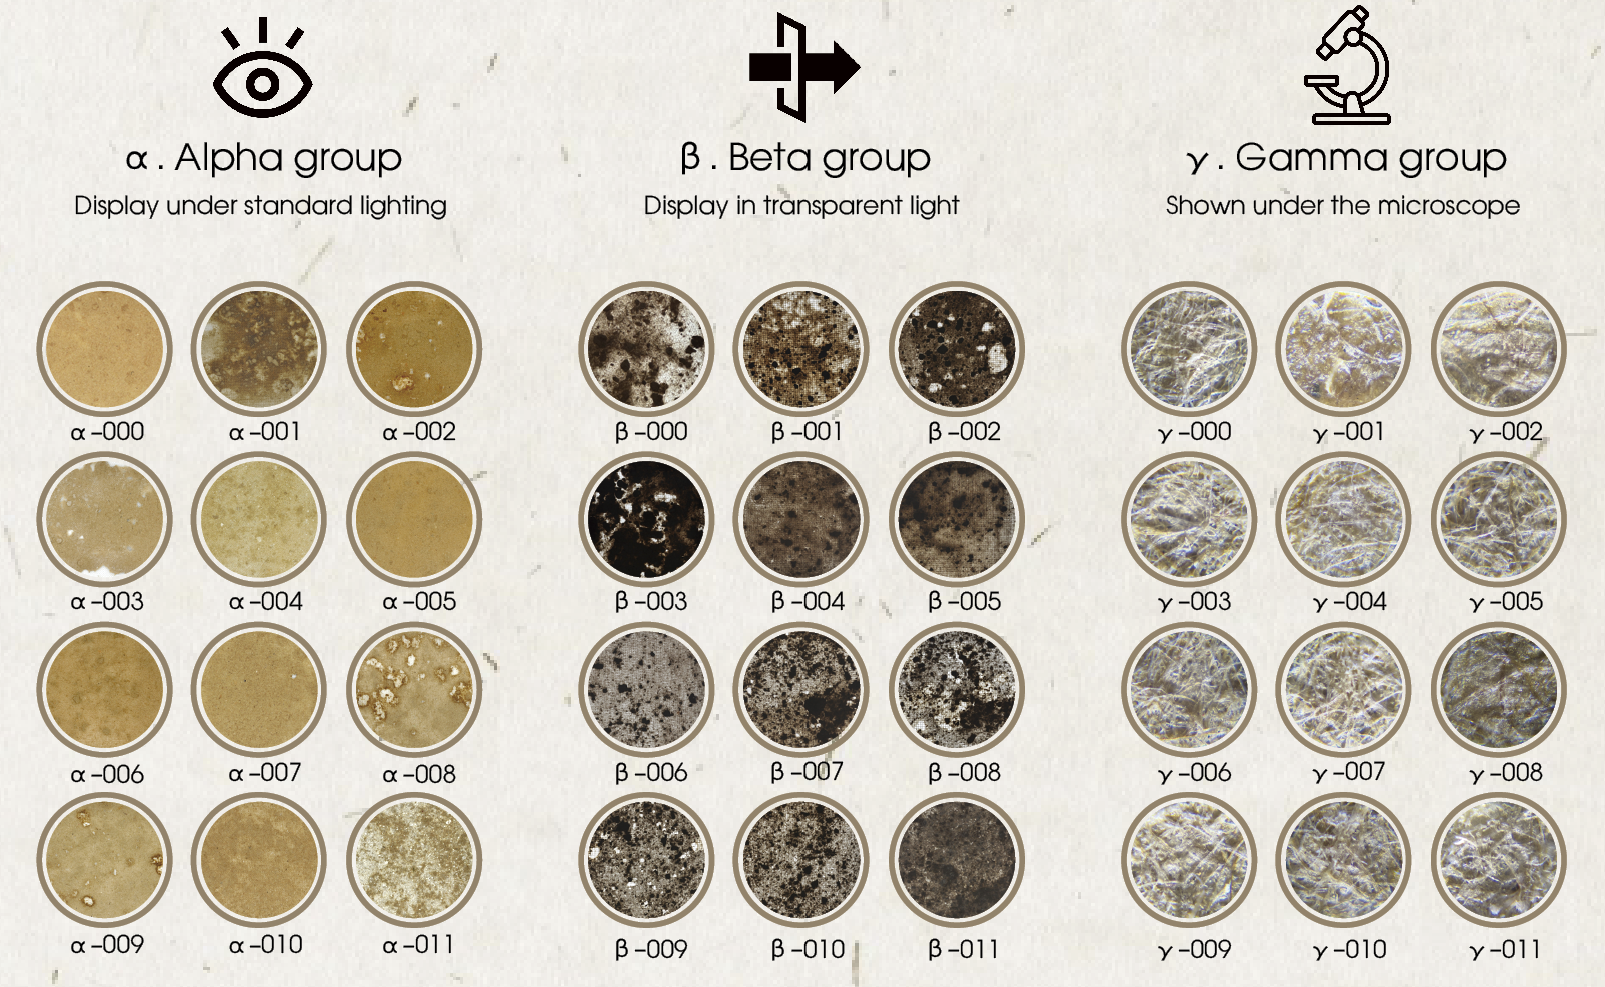 α . Alpha group
Display under standard lighting
β . Beta group
Display in transparent light
γ . Gamma group
Shown under the microscope
α -000
α -001
α -002
α -003
α -004
α -005
α -006
α -007
α -008
α -009
α -010
α -011
β -000
β -001
β -002
β -003
β -004
β -005
β -006
β -007
β -008
β -009
β -010
β -011
γ -000
γ -001
γ -002
γ -003
γ -004
γ -005
γ -006
γ -007
γ -008
γ -009
γ -010
γ -011